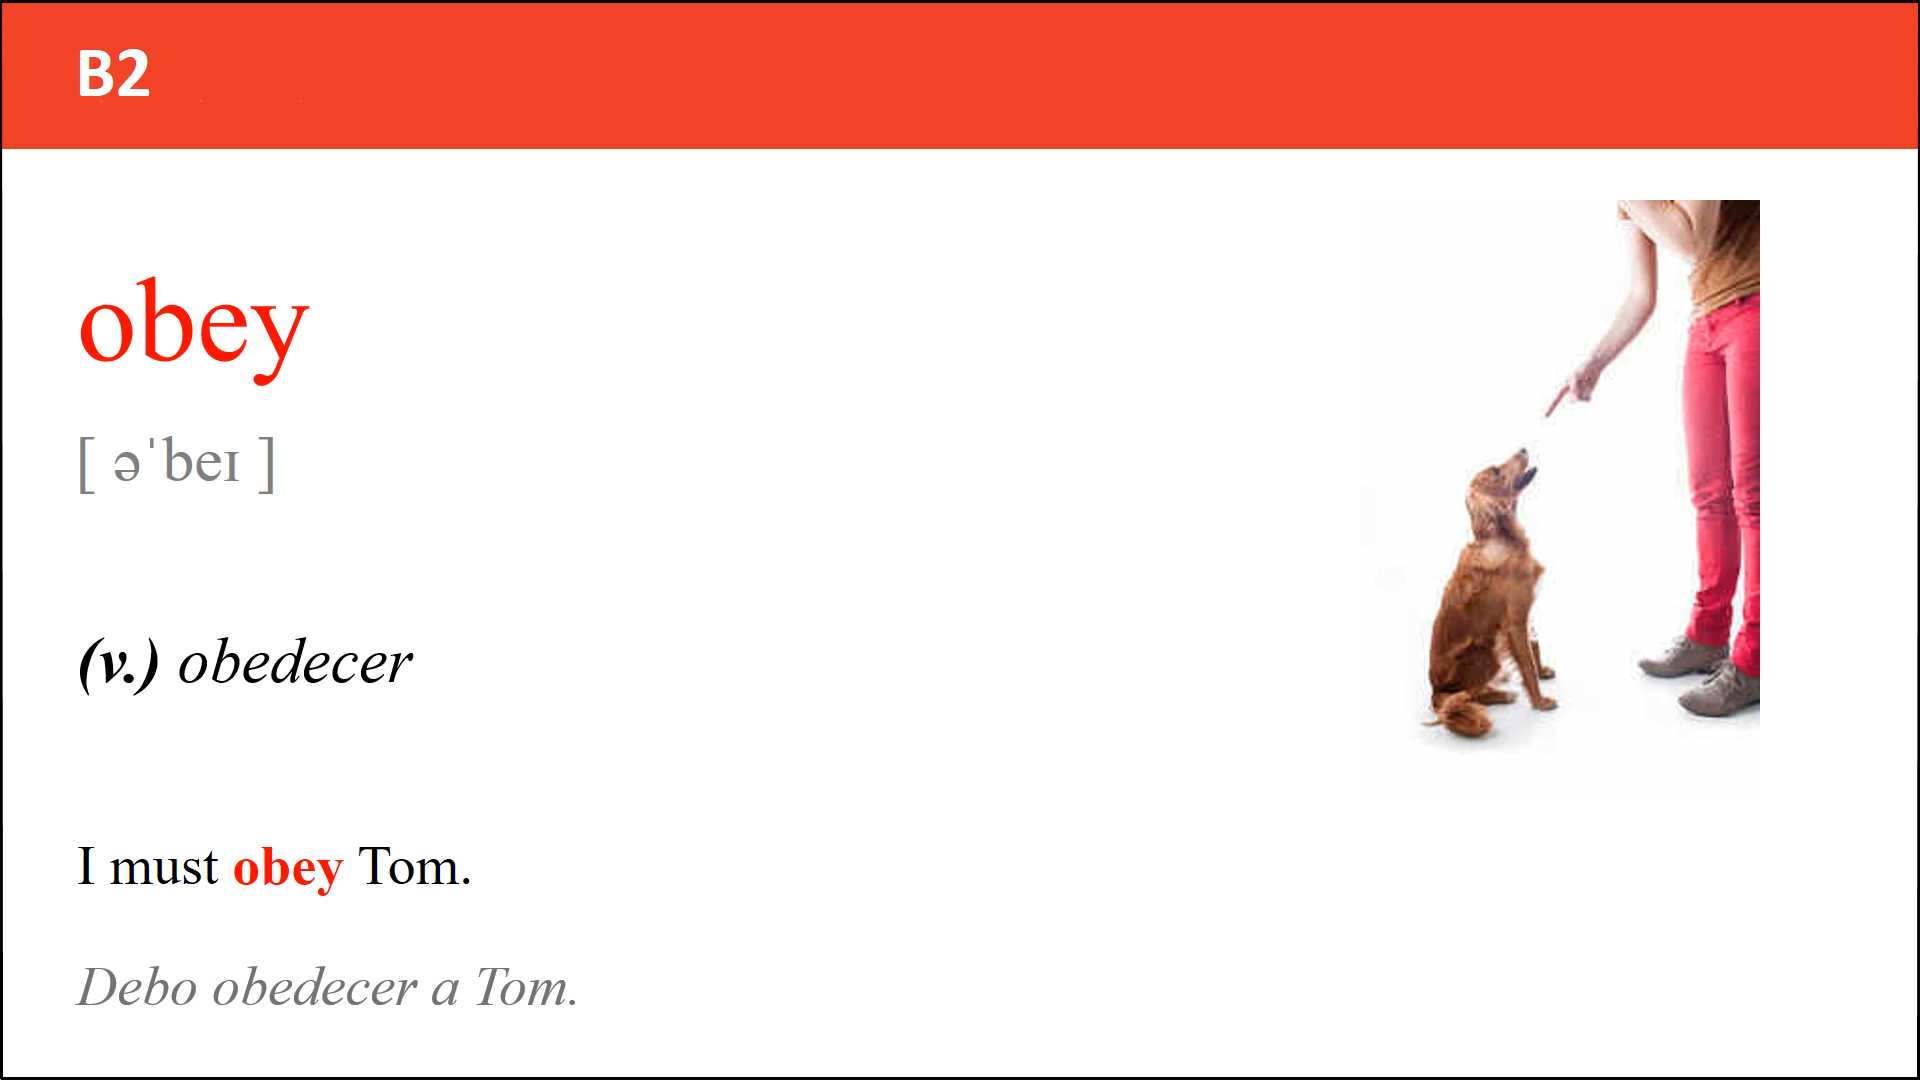 B2
obey
[ əˈbeɪ ]
(v.) obedecer
I must obey Tom.
Debo obedecer a Tom.